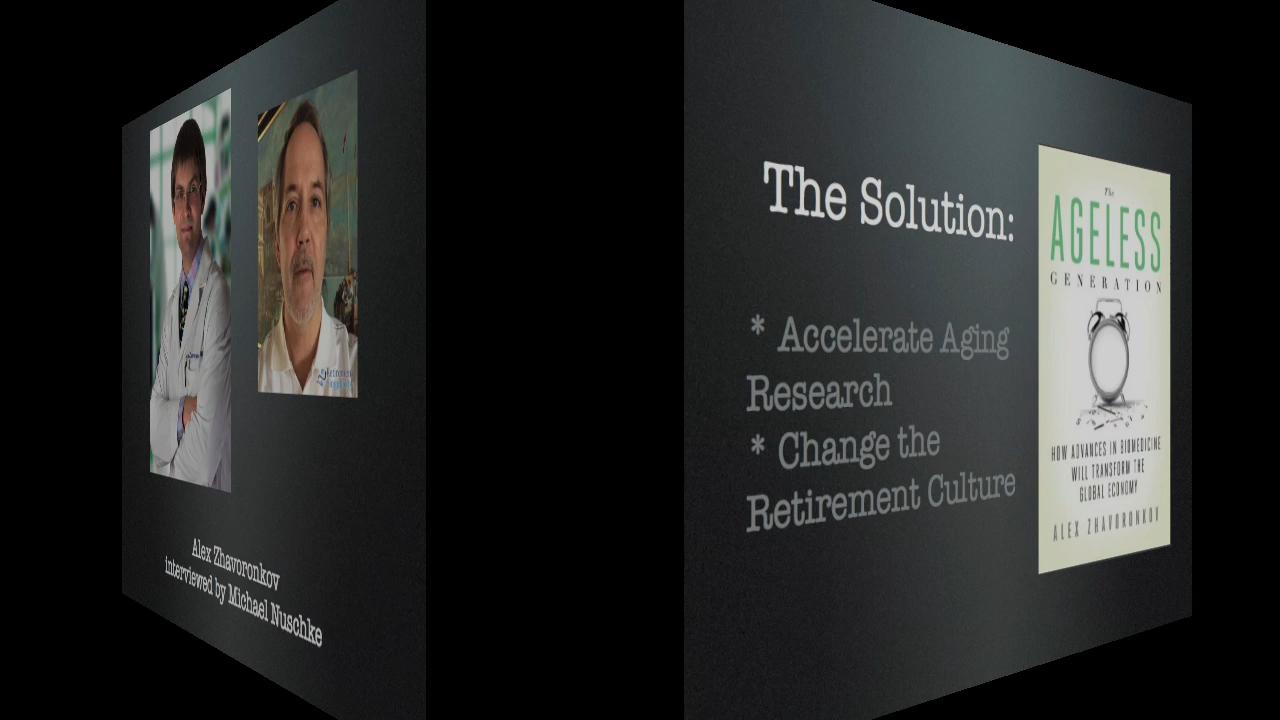 Alex Zhavoronkov
interviewed by Michael Nuschke
The Solution:
* Accelerate Aging
Research
* Change the
Retirement Culture
The
AGELESS
GENERATION
HOW ADVANCES IN BIOMEDICINE
WILL TRANSFORM THE
GLOBAL ECONOMY
ALEX ZHAVORONKOV